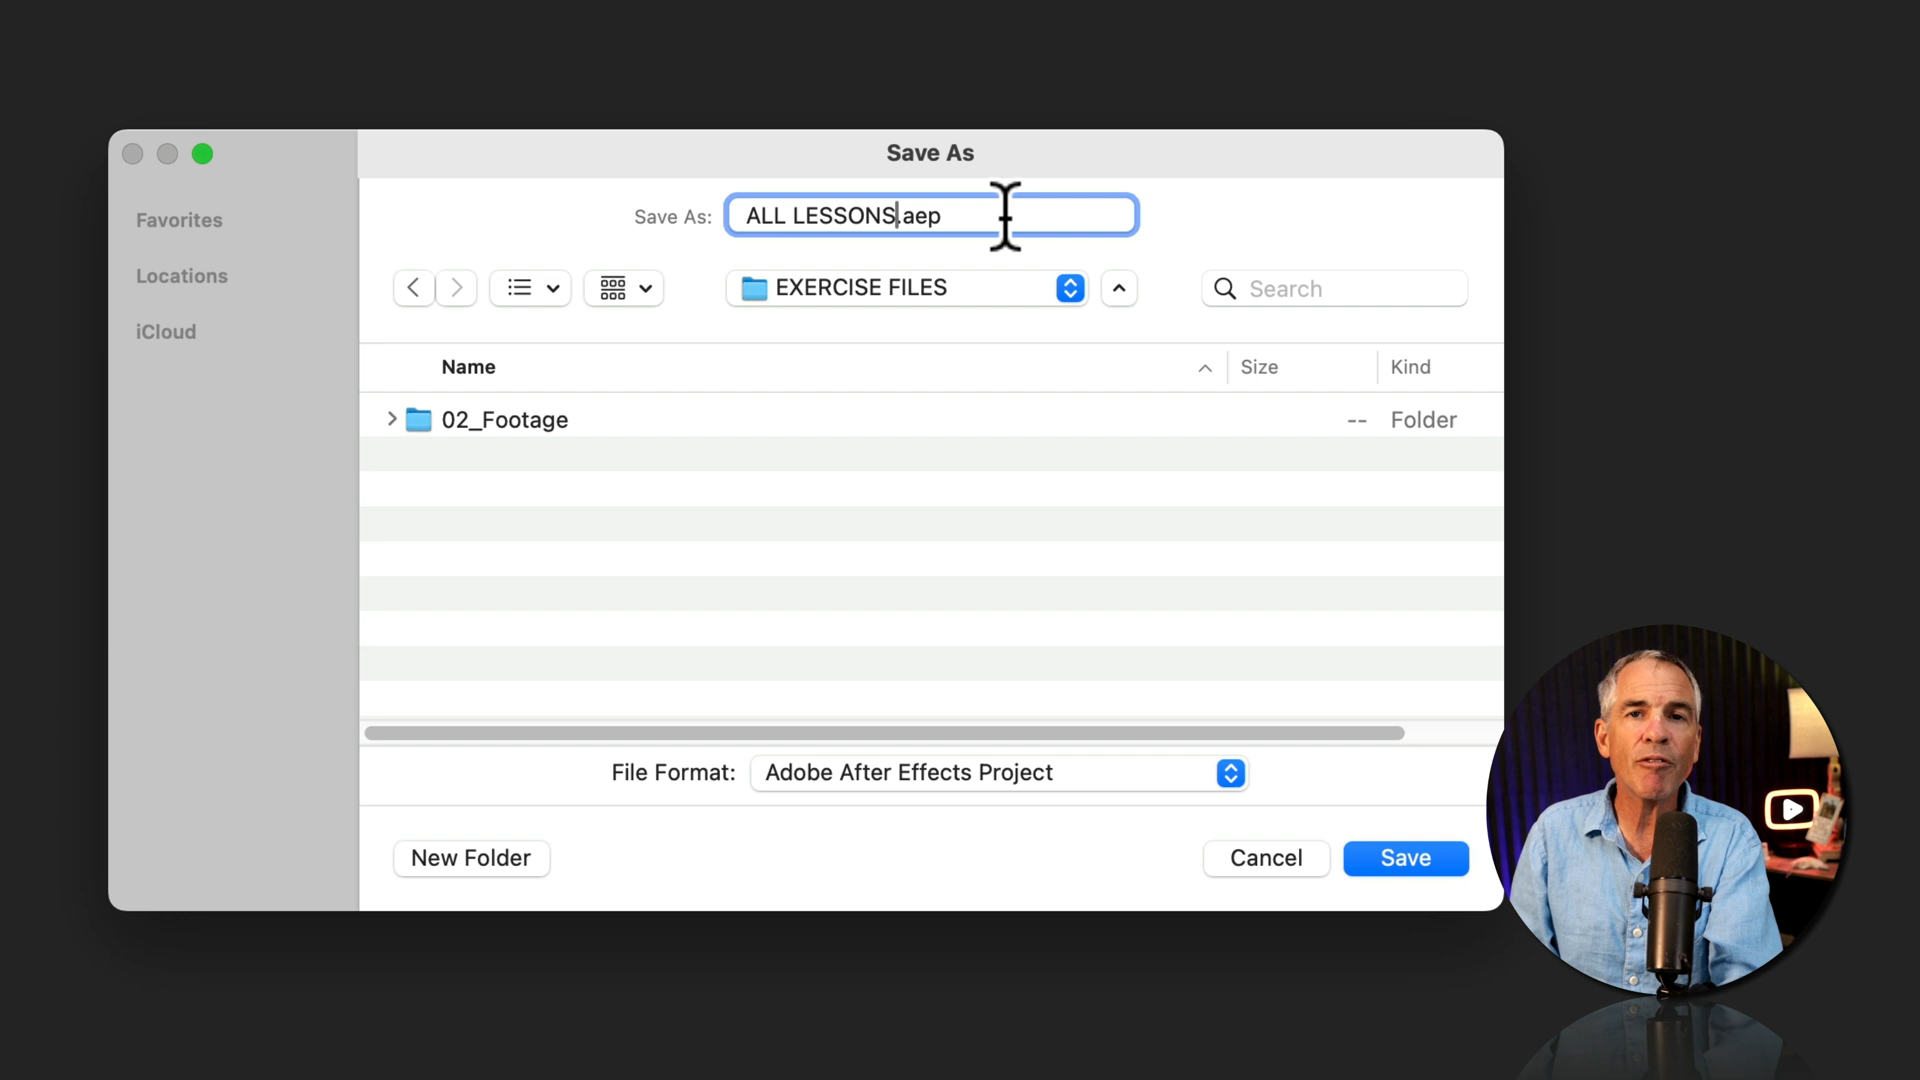 Save As
Favorites
Locations
iCloud
Save As: ALL LESSONS.aep
EXERCISE FILES
Search
Name Size Kind
02_Footage -- Folder
File Format: Adobe After Effects Project
New Folder Cancel Save